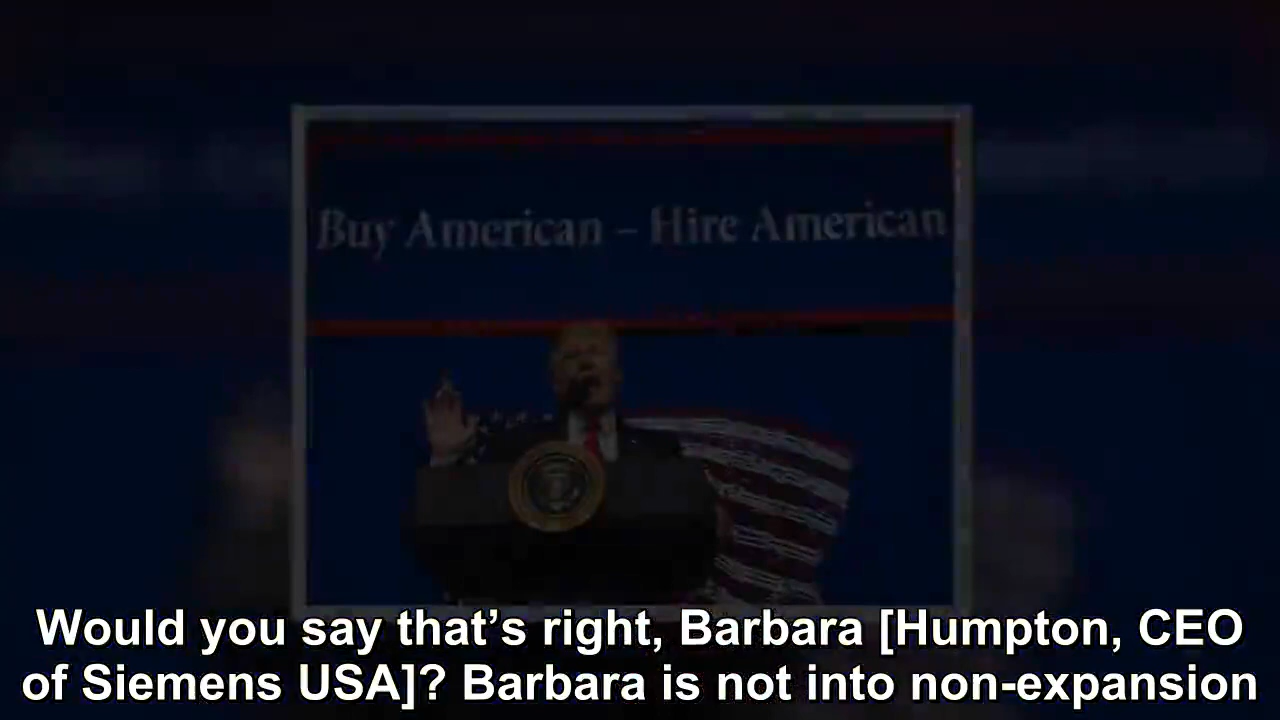 Buy American – Hire American
Would you say that’s right, Barbara [Humpton, CEO
of Siemens USA]? Barbara is not into non-expansion